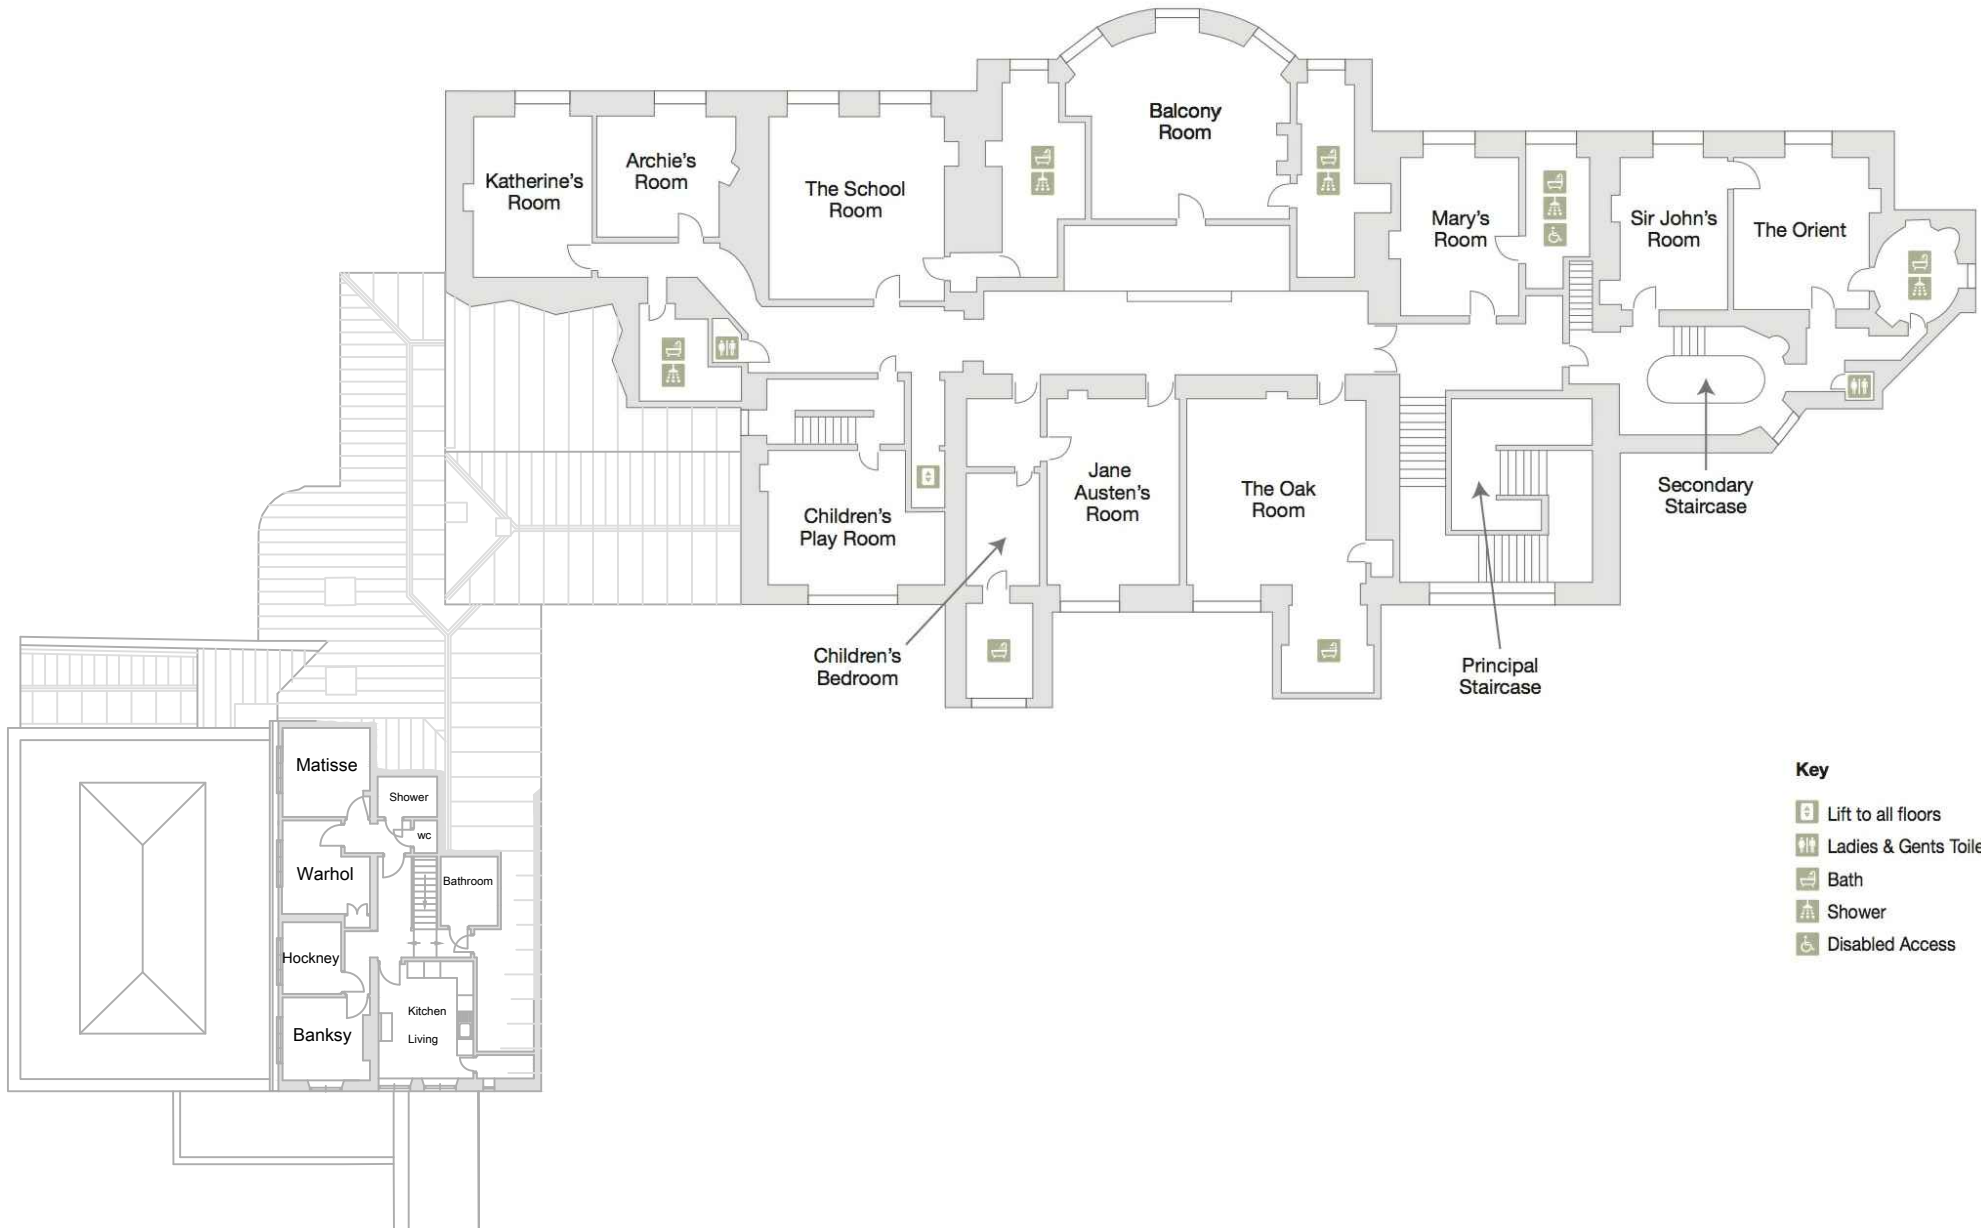 Balcony
Room
Archie's
Room
Katherine's
Room
The School
Room
Mary's
Room
Sir John's
Room
The Orient
Jane
Austen's
Room
The Oak
Room
Children's
Play Room
Secondary
Staircase
Children's
Bedroom
Principal
Staircase
Matisse
Shower
wc
Warhol
Bathroom
Hockney
Kitchen
Living
Banksy
Key
Lift to all floors
Ladies & Gents Toile
Bath
Shower
Disabled Access